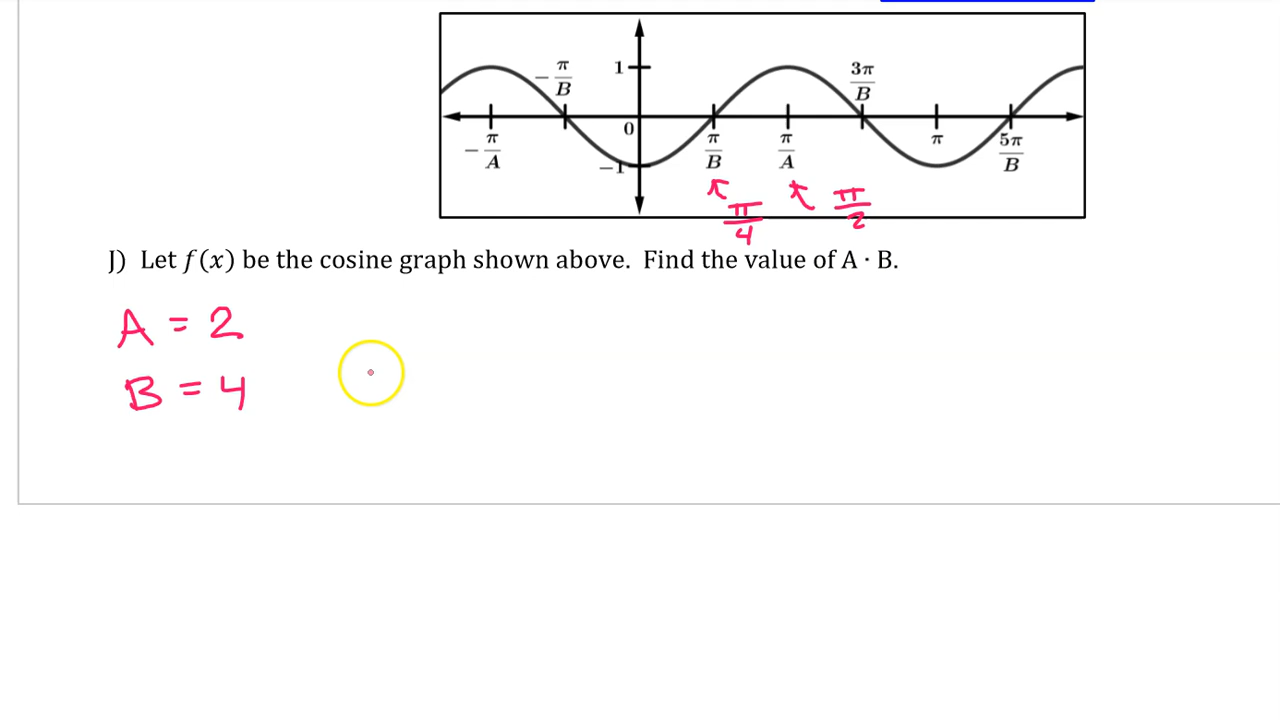 1
-π/B
3π/B
0
-π/A
π/B
π/A
π
5π/B
-1
π/4
π/2
J) Let f(x) be the cosine graph shown above. Find the value of A · B.
A = 2
B = 4